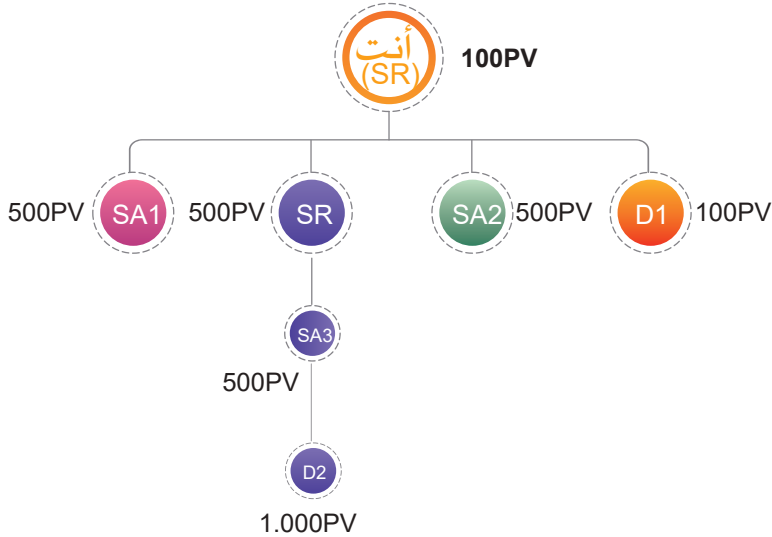 أنت
(SR)
100PV
500PV
SA1
500PV
SR
SA2
500PV
D1
100PV
SA3
500PV
D2
1.000PV